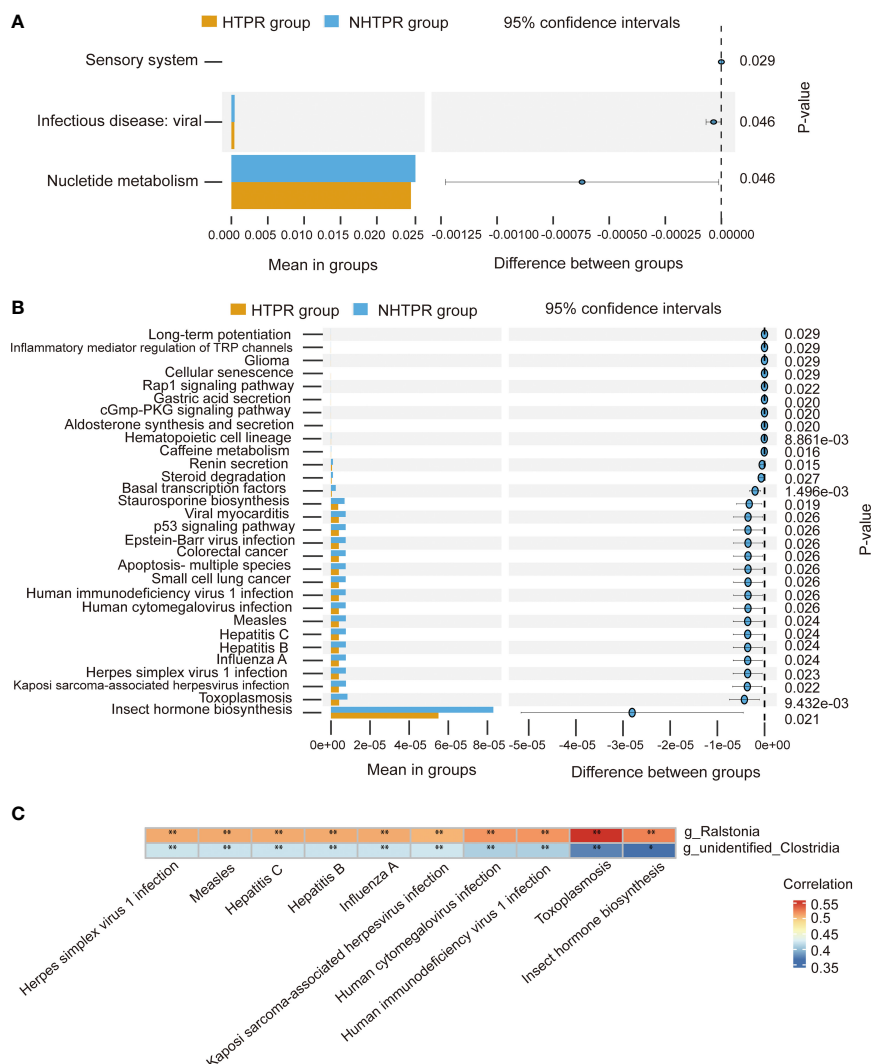 A
HTPR group NHTPR group 95% confidence intervals
Sensory system 0.029
Infectious disease: viral 0.046
Nucletide metabolism 0.046
P-value
0.000 0.005 0.010 0.015 0.020 0.025 -0.00125 -0.00100 -0.00075 -0.00050 -0.00025 0.00000
Mean in groups Difference between groups
B
HTPR group NHTPR group 95% confidence intervals
Long-term potentiation 0.029
Inflammatory mediator regulation of TRP channels 0.029
Glioma 0.029
Cellular senescence 0.029
Rap1 signaling pathway 0.022
Gastric acid secretion 0.020
cGmp-PKG signaling pathway 0.020
Aldosterone synthesis and secretion 0.020
Hematopoietic cell lineage 8.861e-03
Caffeine metabolism 0.016
Renin secretion 0.015
Steroid degradation 0.027
Basal transcription factors 1.496e-03
Staurosporine biosynthesis 0.019
Viral myocarditis 0.026
p53 signaling pathway 0.026
Epstein-Barr virus infection 0.026
Colorectal cancer 0.026
Apoptosis- multiple species 0.026
Small cell lung cancer 0.026
Human immunodeficiency virus 1 infection 0.026
Human cytomegalovirus infection 0.026
Measles 0.024
Hepatitis C 0.024
Hepatitis B 0.024
Influenza A 0.024
Herpes simplex virus 1 infection 0.023
Kaposi sarcoma-associated herpesvirus infection 0.022
Toxoplasmosis 9.432e-03
Insect hormone biosynthesis 0.021
P-value
0e+00 2e-05 4e-05 6e-05 8e-05 -5e-05 -4e-05 -3e-05 -2e-05 -1e-05 0e+00
Mean in groups Difference between groups
C
** ** ** ** ** ** ** ** ** ** g_Ralstonia
** ** ** ** ** ** ** ** ** * g_unidentified_Clostridia
Herpes simplex virus 1 infection
Measles
Hepatitis C
Hepatitis B
Influenza A
Kaposi sarcoma-associated herpesvirus infection
Human cytomegalovirus infection
Human immunodeficiency virus 1 infection
Toxoplasmosis
Insect hormone biosynthesis
Correlation
0.55
0.5
0.45
0.4
0.35